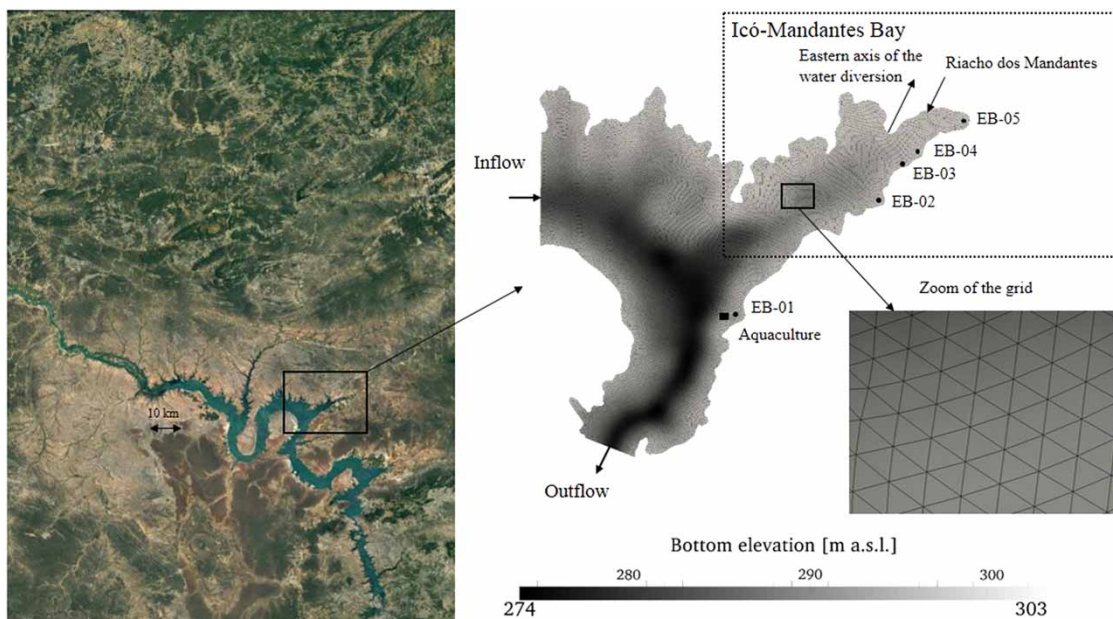 Icó-Mandantes Bay
Eastern axis of the
water diversion
Riacho dos Mandantes
EB-05
EB-04
EB-03
EB-02
Inflow
Zoom of the grid
EB-01
Aquaculture
10 km
Outflow
Bottom elevation [m a.s.l.]
280 290 300
274 303